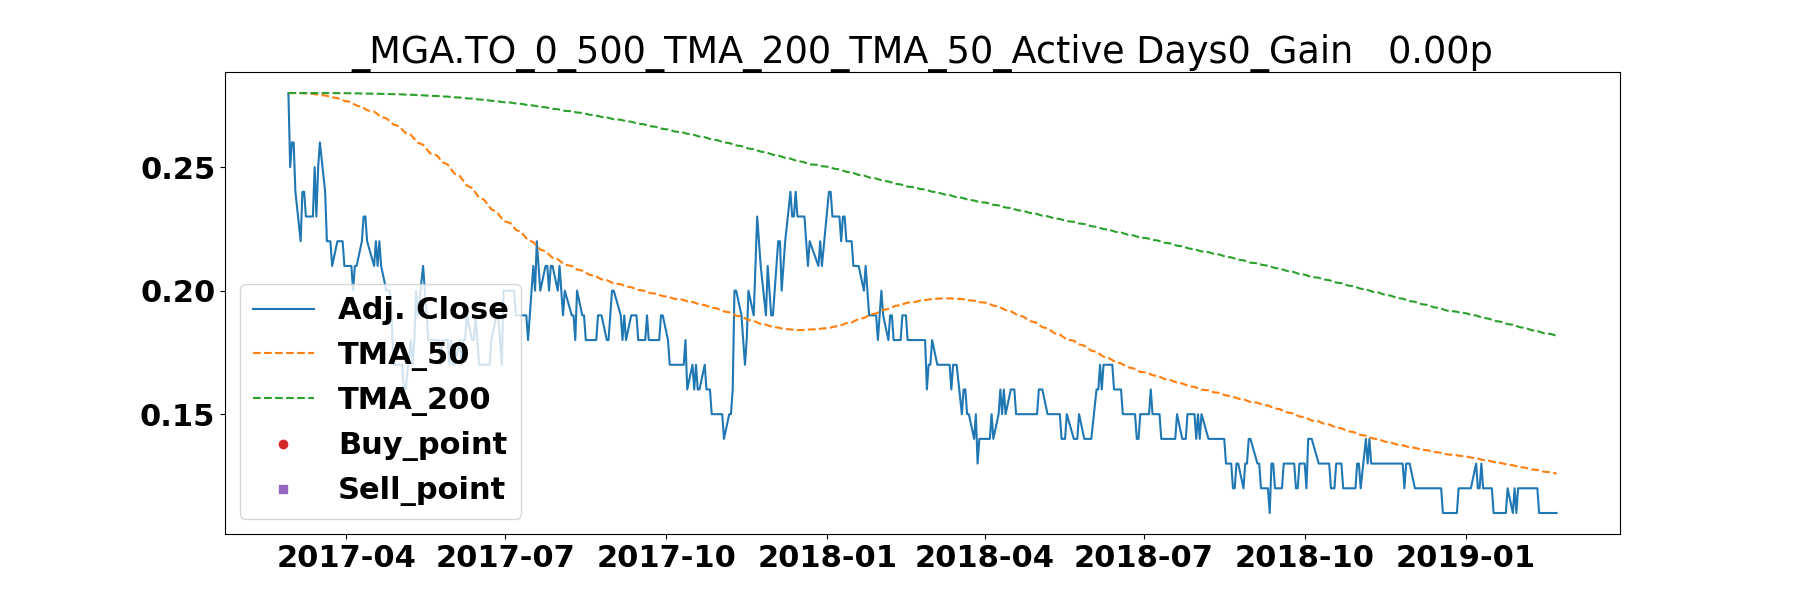 _MGA.TO_0_500_TMA_200_TMA_50_Active Days0_Gain   0.00p
0.25
0.20
0.15
Adj. Close
TMA_50
TMA_200
Buy_point
Sell_point
2017-04 2017-07 2017-10 2018-01 2018-04 2018-07 2018-10 2019-01